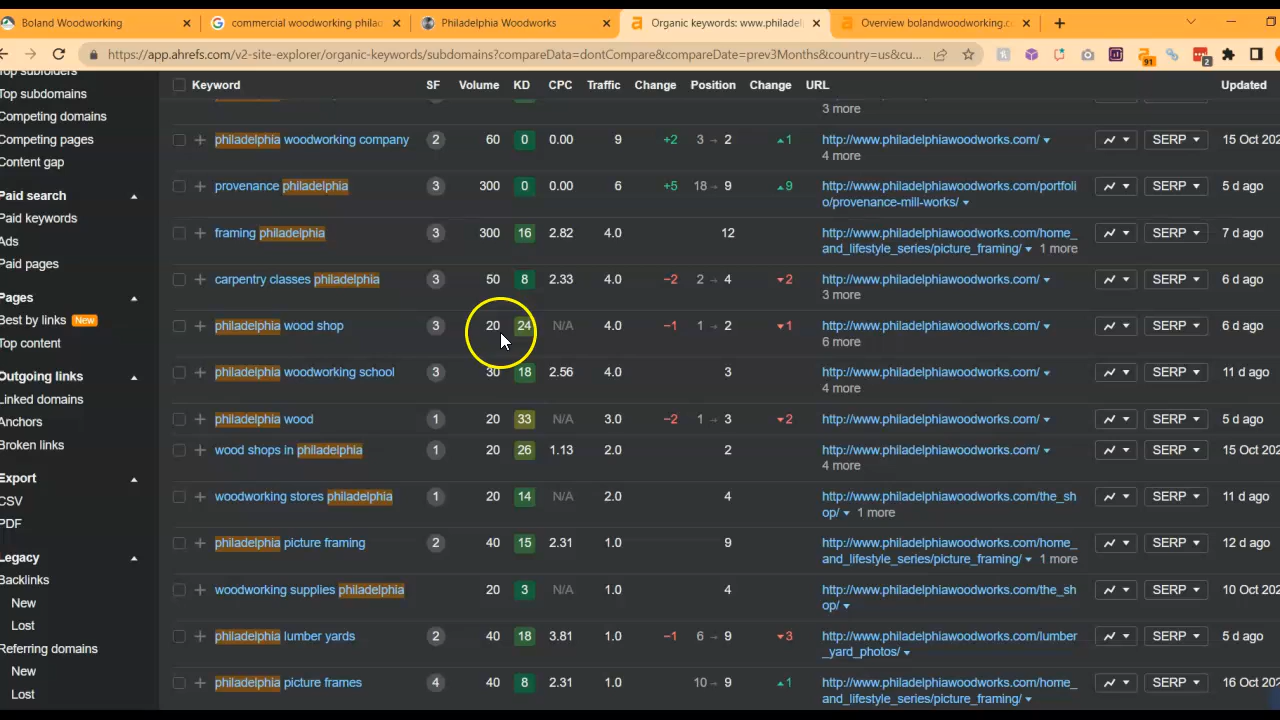 Boland Woodworking
commercial woodworking philad
Philadelphia Woodworks
Organic keywords: www.philadel
Overview bolandwoodworking.c
https://app.ahrefs.com/v2-site-explorer/organic-keywords/subdomains?compareData=dontCompare&compareDate=prev3Months&country=us&cu...
91
2
Top subfolders
Top subdomains
Competing domains
Competing pages
Content gap
Paid search
Paid keywords
Ads
Paid pages
Pages
Best by links New
Top content
Outgoing links
Linked domains
Anchors
Broken links
Export
CSV
PDF
Legacy
Backlinks
New
Lost
Referring domains
New
Lost
Keyword SF Volume KD CPC Traffic Change Position Change URL Updated
3 more
philadelphia woodworking company 2 60 0 0.00 9 +2 3 → 2 1 http://www.philadelphiawoodworks.com/ SERP 15 Oct 202
4 more
provenance philadelphia 3 300 0 0.00 6 +5 18 → 9 9 http://www.philadelphiawoodworks.com/portfoli SERP 5 d ago
o/provenance-mill-works/
framing philadelphia 3 300 16 2.82 4.0 12 http://www.philadelphiawoodworks.com/home_ SERP 7 d ago
and_lifestyle_series/picture_framing/ 1 more
carpentry classes philadelphia 3 50 8 2.33 4.0 −2 2 → 4 2 http://www.philadelphiawoodworks.com/ SERP 6 d ago
3 more
philadelphia wood shop 3 20 24 N/A 4.0 −1 1 → 2 1 http://www.philadelphiawoodworks.com/ SERP 6 d ago
6 more
philadelphia woodworking school 3 30 18 2.56 4.0 3 http://www.philadelphiawoodworks.com/ SERP 11 d ago
4 more
philadelphia wood 1 20 33 N/A 3.0 −2 1 → 3 2 http://www.philadelphiawoodworks.com/ SERP 5 d ago
wood shops in philadelphia 1 20 26 1.13 2.0 2 http://www.philadelphiawoodworks.com/ SERP 15 Oct 202
4 more
woodworking stores philadelphia 1 20 14 N/A 2.0 4 http://www.philadelphiawoodworks.com/the_sh SERP 11 d ago
op/ 1 more
philadelphia picture framing 2 40 15 2.31 1.0 9 http://www.philadelphiawoodworks.com/home_ SERP 12 d ago
and_lifestyle_series/picture_framing/ 1 more
woodworking supplies philadelphia 20 3 N/A 1.0 4 http://www.philadelphiawoodworks.com/the_sh SERP 10 Oct 202
op/
philadelphia lumber yards 2 40 18 3.81 1.0 −1 6 → 9 3 http://www.philadelphiawoodworks.com/lumber SERP 5 d ago
_yard_photos/
philadelphia picture frames 4 40 8 2.31 10 → 9 1 http://www.philadelphiawoodworks.com/home_ SERP 16 Oct 202
and_lifestyle_series/picture_framing/